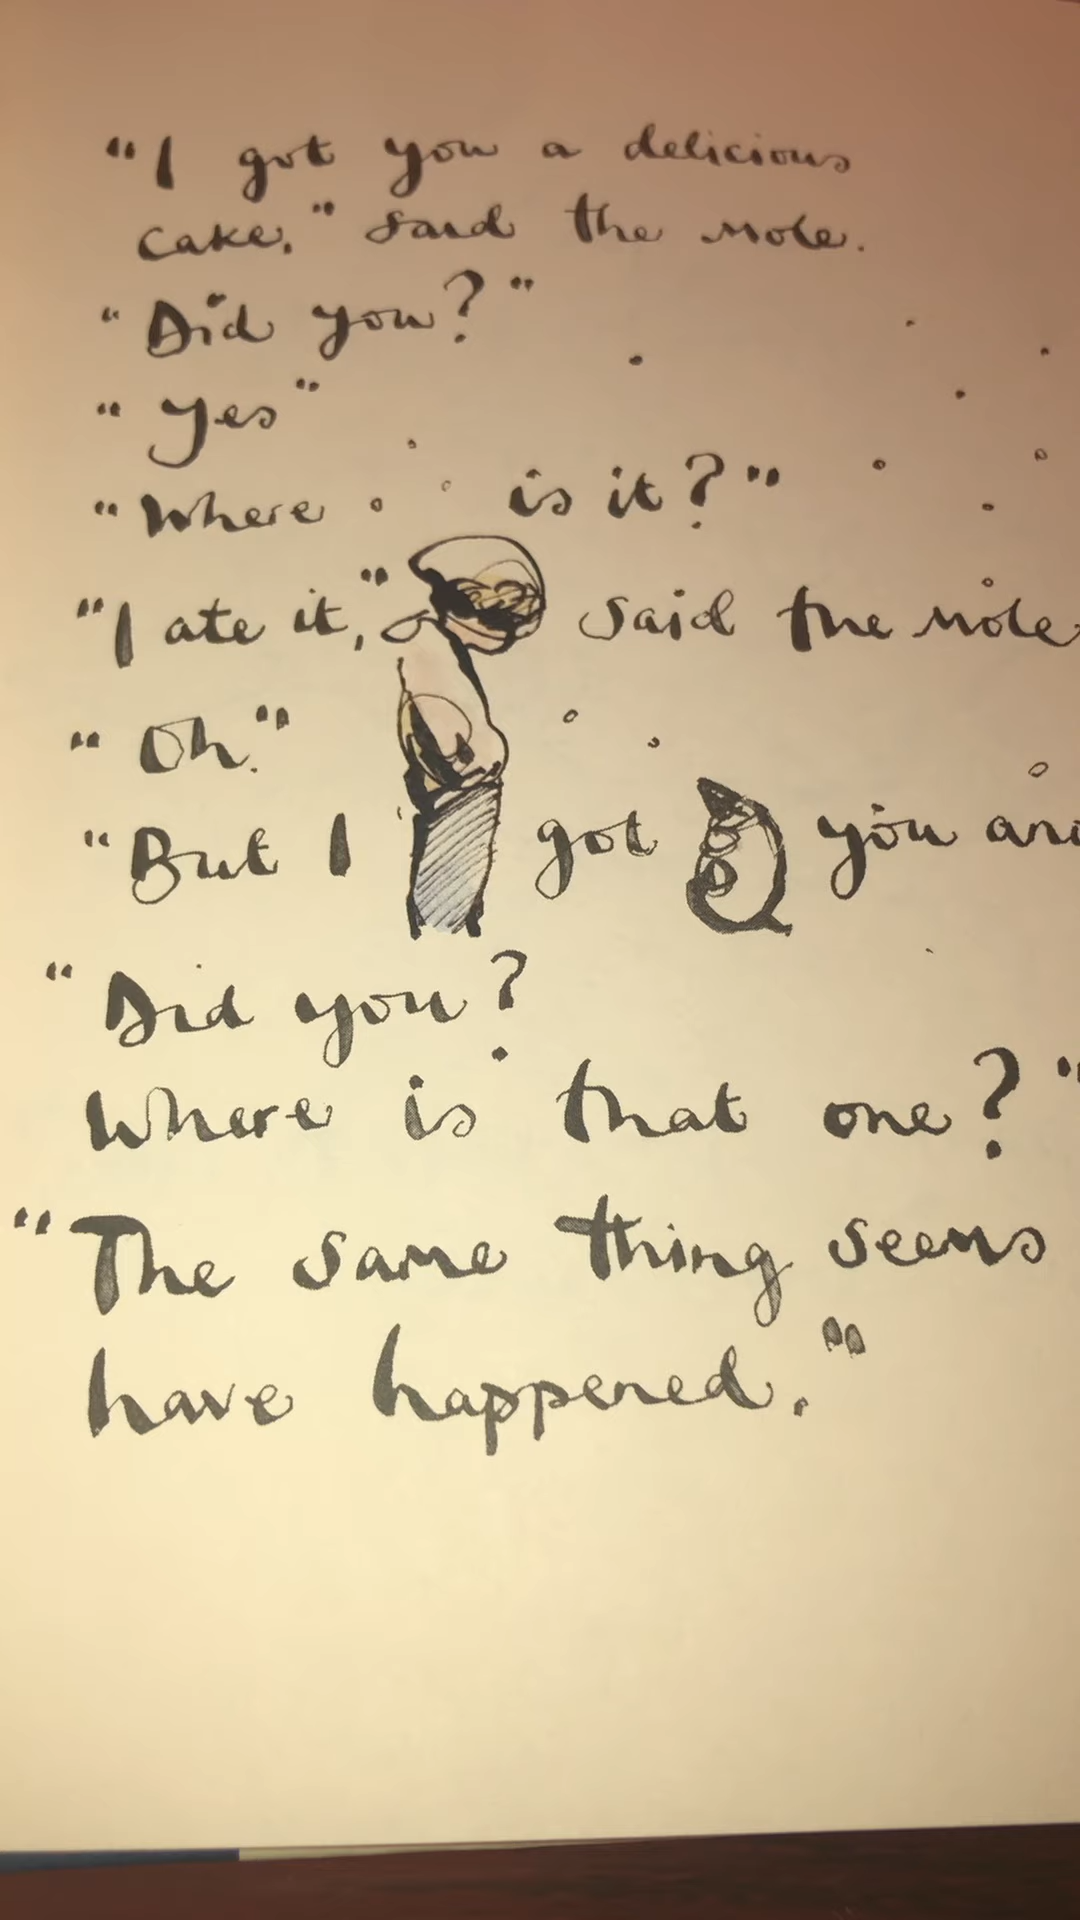 "I got you a delicious
cake," said the mole.
"Did you?"
"Yes"
"Where is it?"
"I ate it," said the mole
"Oh."
"But I got you
"Did you?
Where is that one?"
"The same thing seems
have happened."